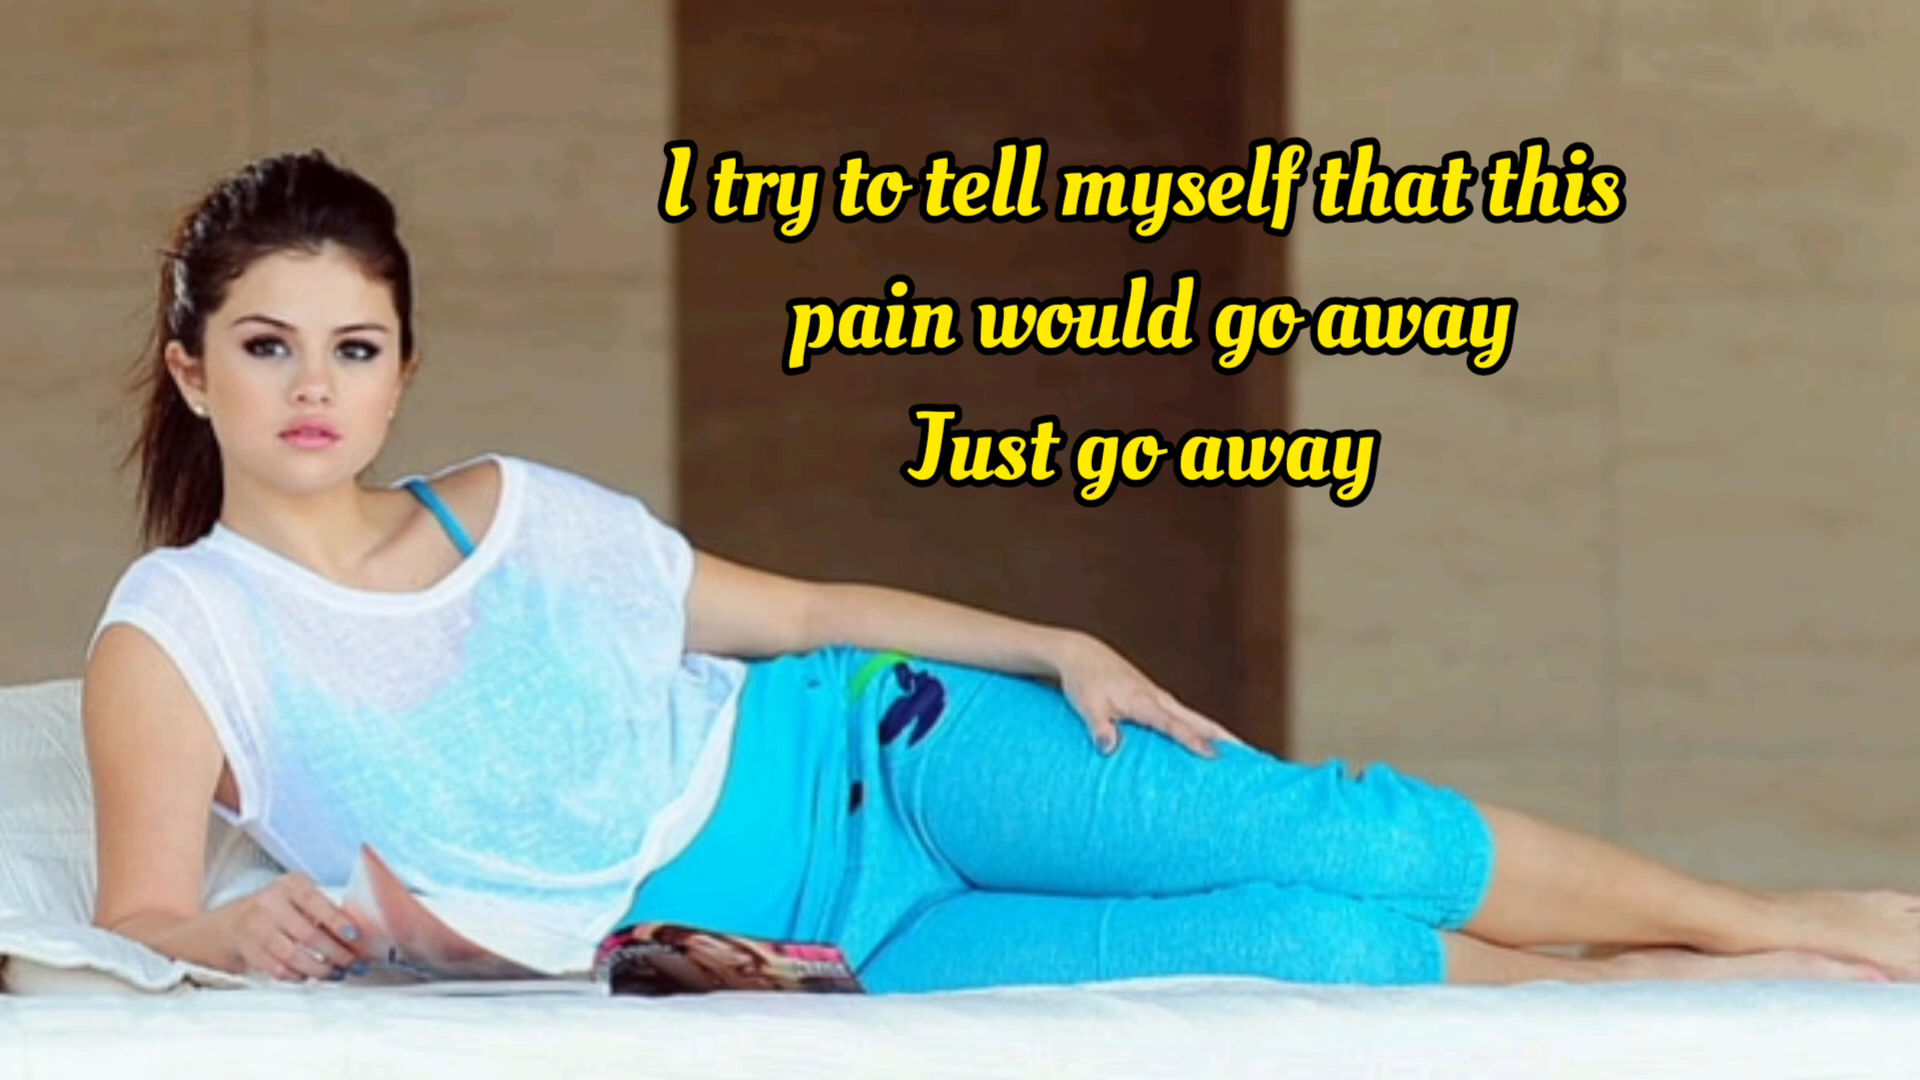 I try to tell myself that this
pain would go away
Just go away